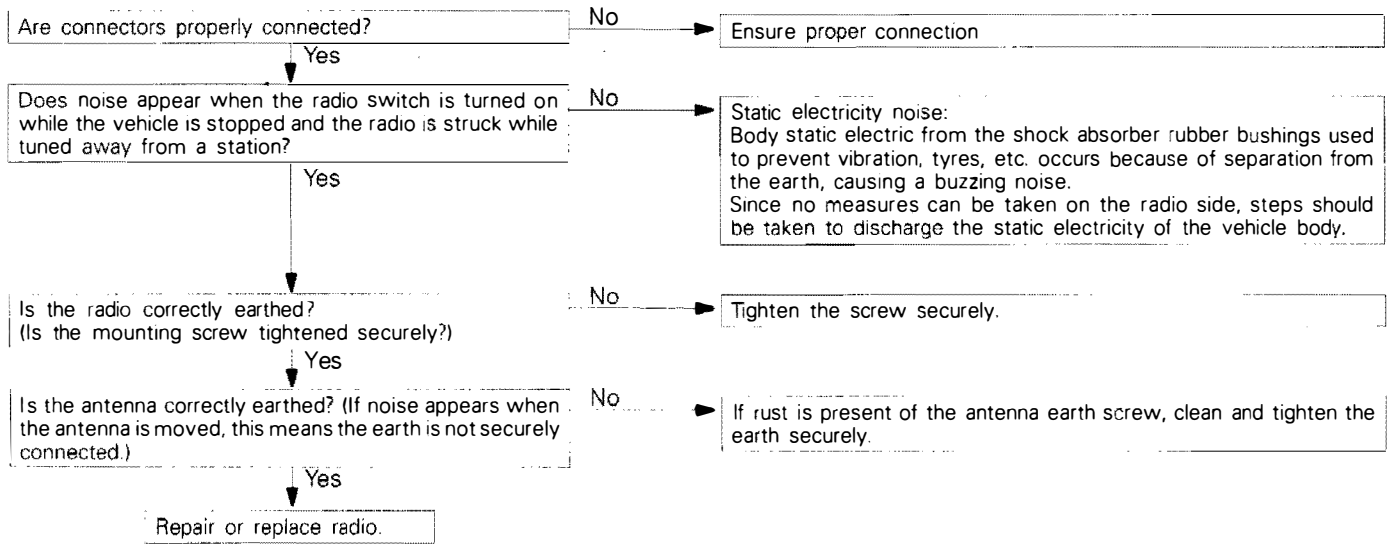 Are connectors properly connected?
No
Ensure proper connection
Yes
Does noise appear when the radio switch is turned on
while the vehicle is stopped and the radio is struck while
tuned away from a station?
No
Static electricity noise:
Body static electric from the shock absorber rubber bushings used
to prevent vibration, tyres, etc. occurs because of separation from
the earth, causing a buzzing noise.
Since no measures can be taken on the radio side, steps should
be taken to discharge the static electricity of the vehicle body.
Yes
Is the radio correctly earthed?
(Is the mounting screw tightened securely?)
No
Tighten the screw securely.
Yes
Is the antenna correctly earthed? (If noise appears when
the antenna is moved, this means the earth is not securely
connected.)
No
If rust is present of the antenna earth screw, clean and tighten the
earth securely.
Yes
Repair or replace radio.